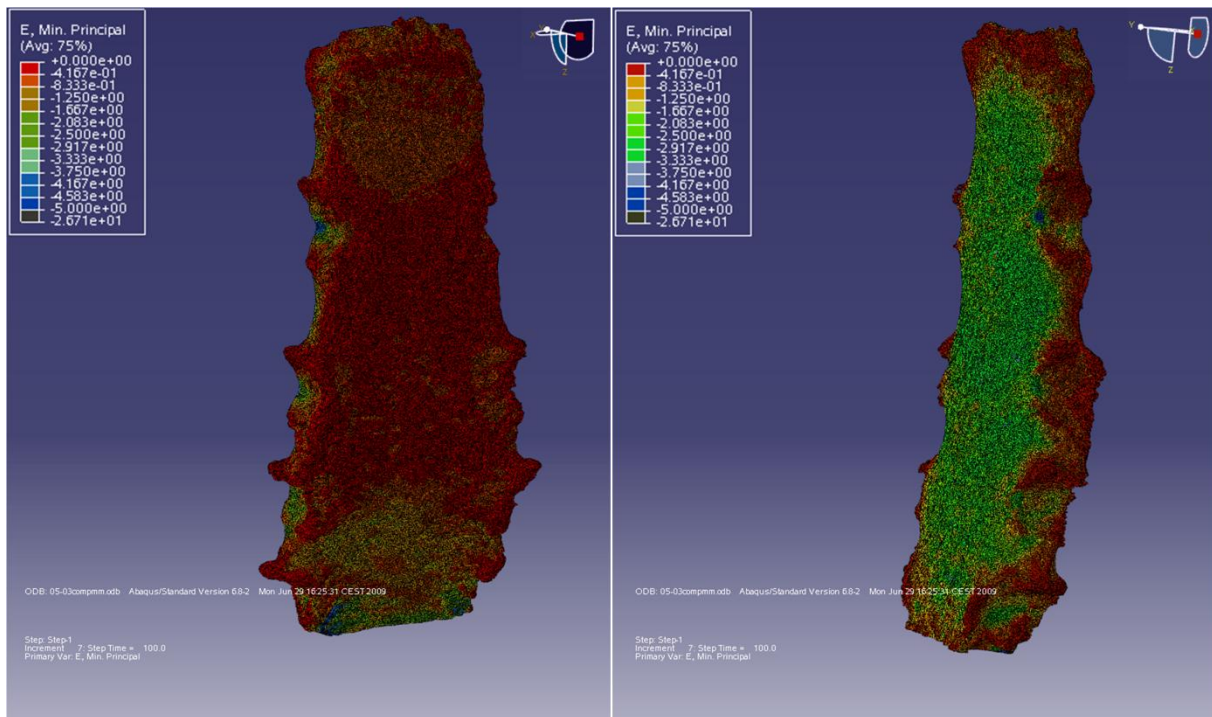 E, Min. Principal
(Avg: 75%)
+0.000e+00
-4.167e-01
-8.333e-01
-1.250e+00
-1.667e+00
-2.083e+00
-2.500e+00
-2.917e+00
-3.333e+00
-3.750e+00
-4.167e+00
-4.583e+00
-5.000e+00
-2.671e+01
X
Z
ODB: 05-03compmm.odb Abaqus/Standard Version 6.8-2 Mon Jun 29 16:25:31 CEST 2009
Step: Step-1
Increment 7: Step Time = 100.0
Primary Var: E, Min. Principal
E, Min. Principal
(Avg: 75%)
+0.000e+00
-4.167e-01
-8.333e-01
-1.250e+00
-1.667e+00
-2.083e+00
-2.500e+00
-2.917e+00
-3.333e+00
-3.750e+00
-4.167e+00
-4.583e+00
-5.000e+00
-2.671e+01
Y
Z
ODB: 05-03compmm.odb Abaqus/Standard Version 6.8-2 Mon Jun 29 16:25:31 CEST 2009
Step: Step-1
Increment 7: Step Time = 100.0
Primary Var: E, Min. Principal